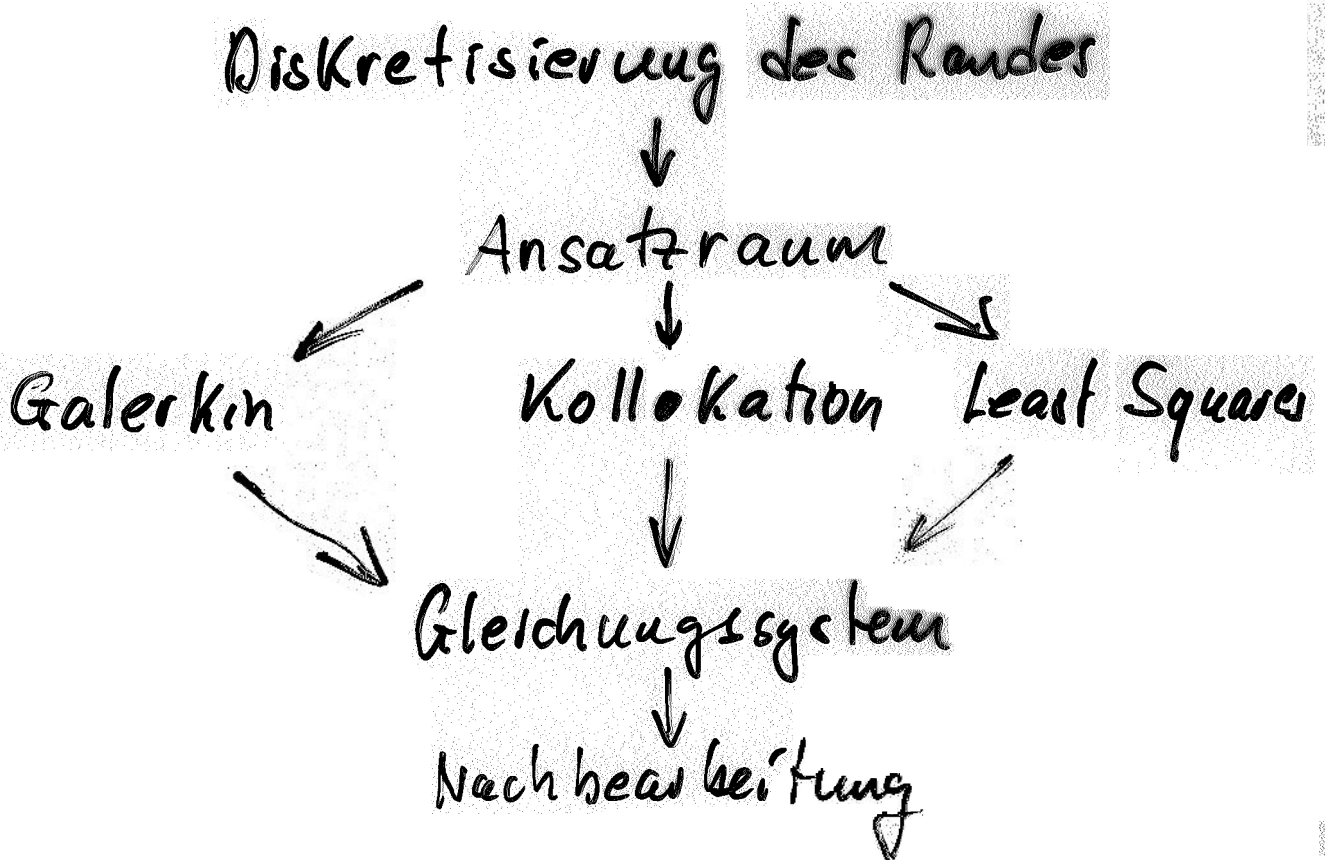 Diskretisierung des Randes
Ansatzraum
Galerkin Kollokation Least Squares
Gleichungssystem
Nachbearbeitung